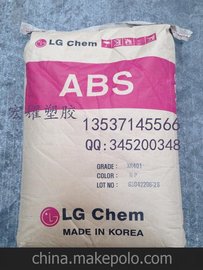 LG Chem
ABS
宏耀塑胶
13537145566
QQ:345200348
GRADE :
COLOR : N P
LOT NO :
LG Chem
MADE IN KOREA
china.makepolo.com